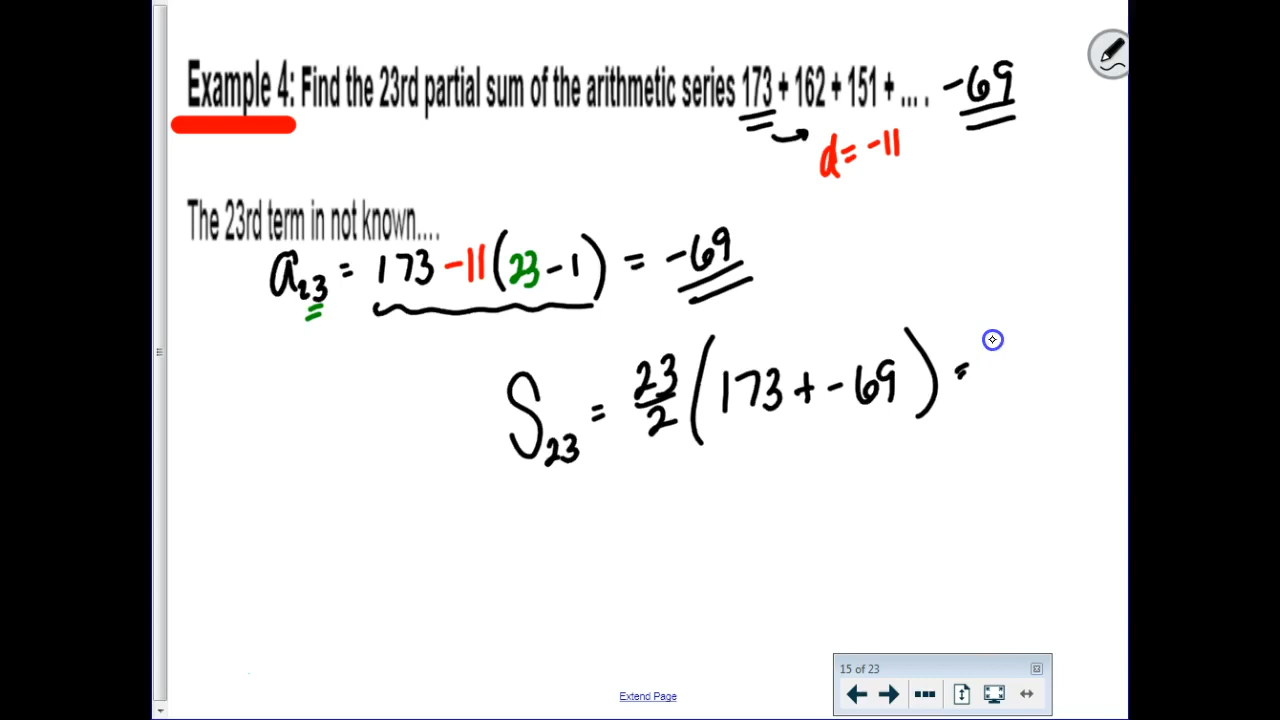 Example 4: Find the 23rd partial sum of the arithmetic series 173 + 162 + 151 + ... . -69
d = -11
The 23rd term in not known....
a₂₃ = 173 -11(23 - 1) = -69
S₂₃ = 23/2 (173 + -69) =
15 of 23
Extend Page